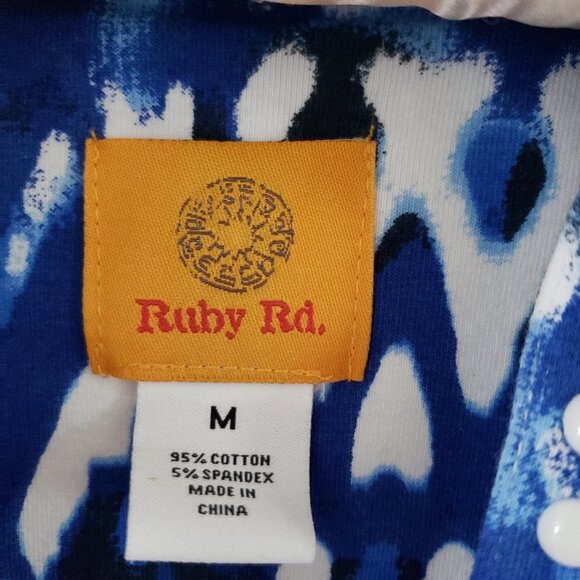 Ruby Rd.
M
95% COTTON
5% SPANDEX
MADE IN
CHINA